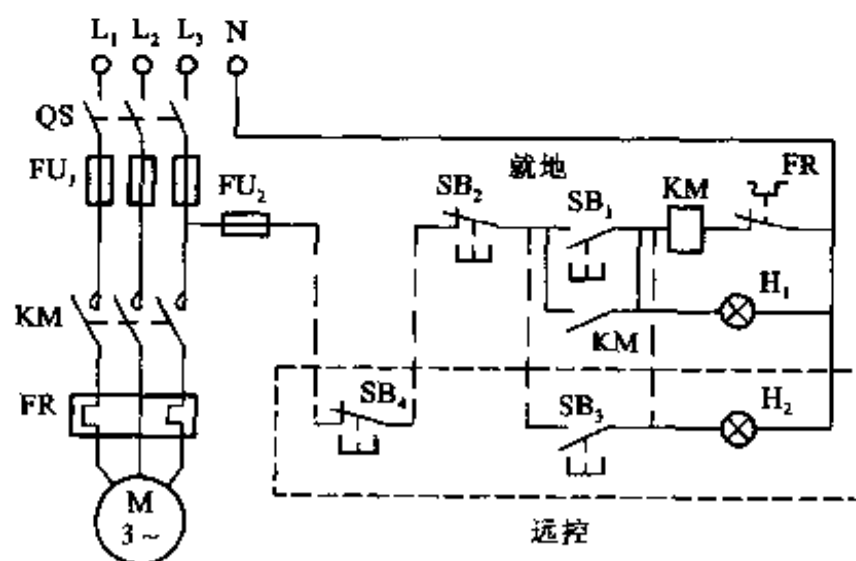 L₁ L₂ L₃ N
QS
FU₁
FU₂
SB₂
就地
SB₁
KM
FR
H₁
KM
KM
FR
SB₄
SB₃
H₂
M
3～
远控